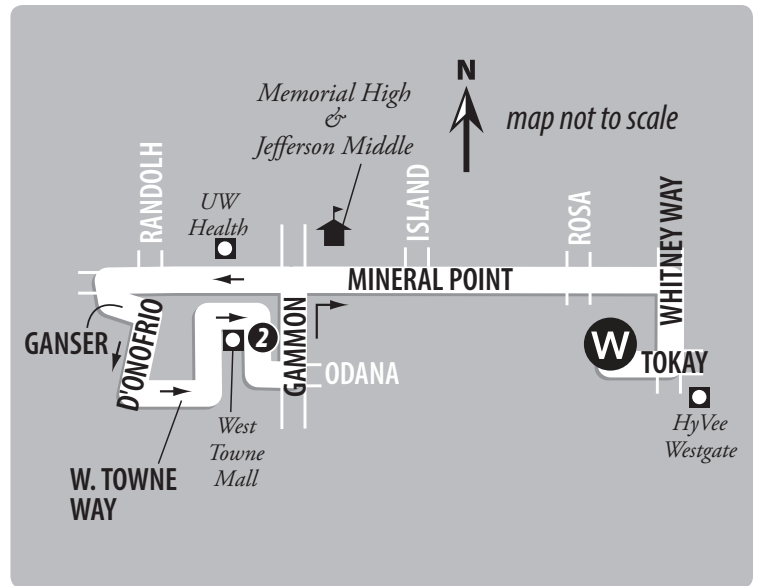 N
map not to scale
Memorial High
&
Jefferson Middle
RANDOLH
UW
Health
ISLAND
ROSA
WHITNEY WAY
MINERAL POINT
GANSER
D'ONOFRIO
2
GAMMON
ODANA
W
TOKAY
West
Towne
Mall
HyVee
Westgate
W. TOWNE
WAY